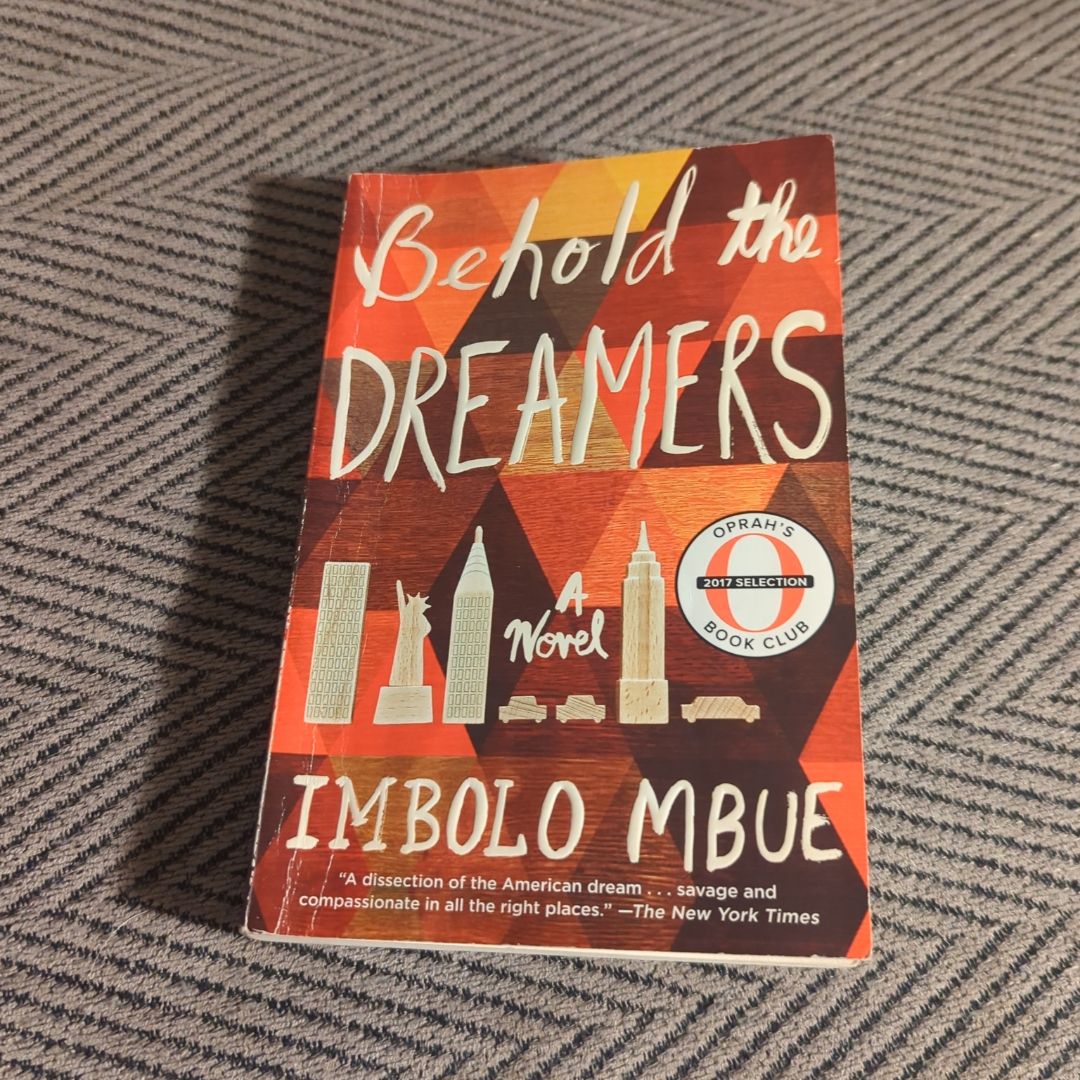 Behold the
DREAMERS
A
Novel
OPRAH'S
O
2017 SELECTION
BOOK CLUB
IMBOLO MBUE
“A dissection of the American dream . . . savage and
compassionate in all the right places.” —The New York Times